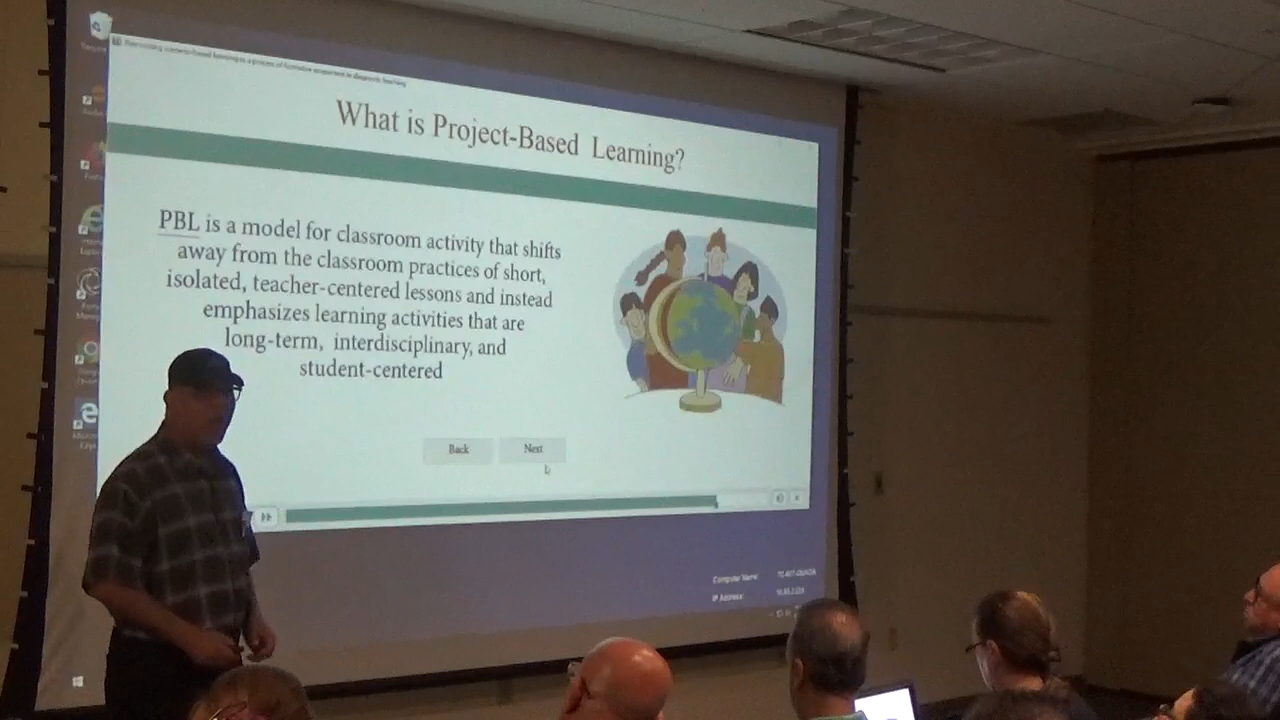 What is Project-Based Learning?
PBL is a model for classroom activity that shifts
away from the classroom practices of short,
isolated, teacher-centered lessons and instead
emphasizes learning activities that are
long-term, interdisciplinary, and
student-centered
Back
Next
Computer Name:
IP Address: